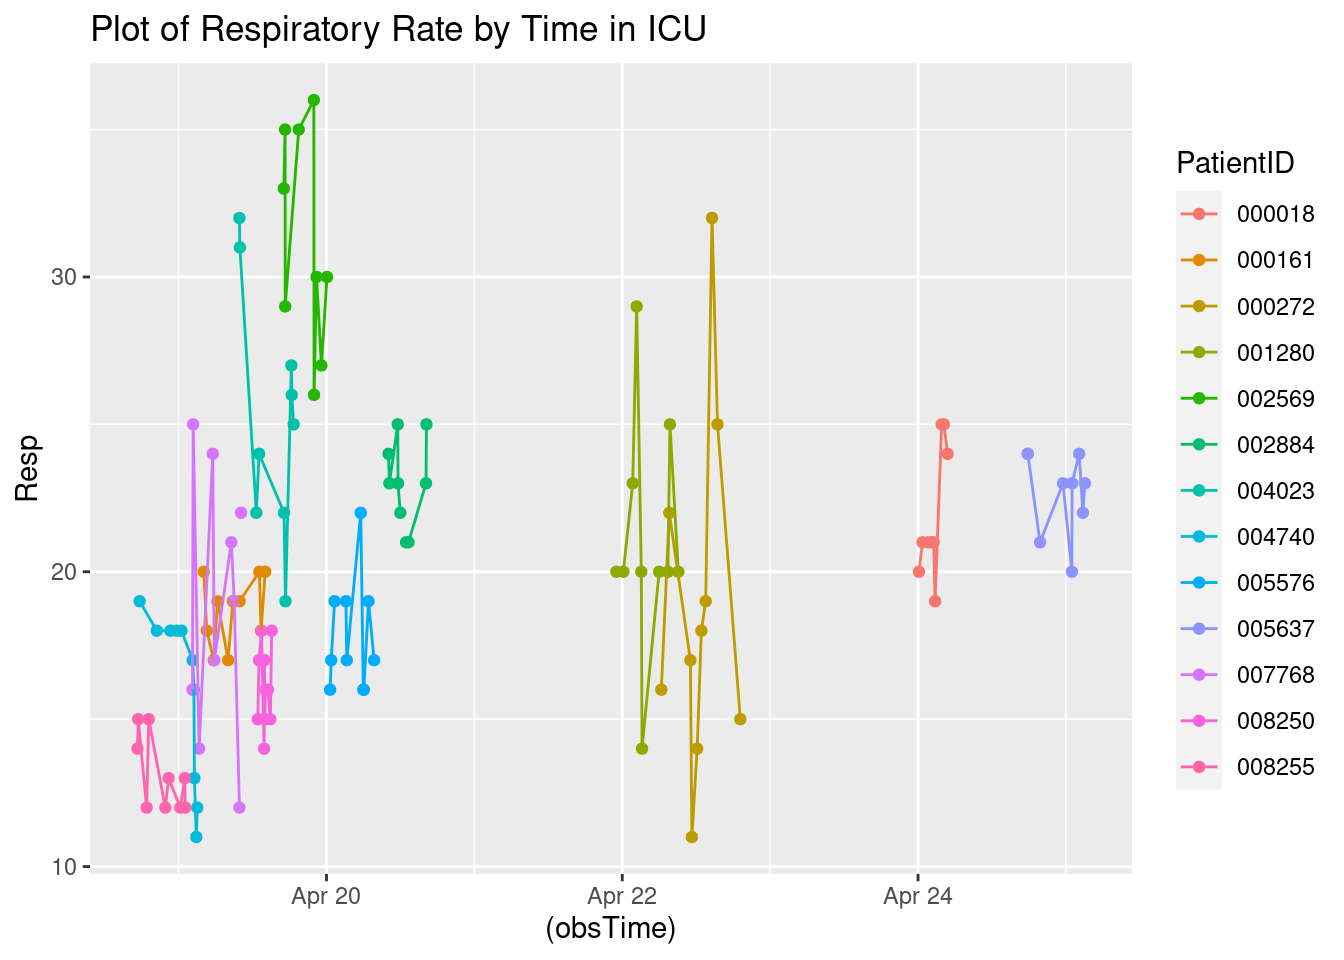 Plot of Respiratory Rate by Time in ICU
Resp
30
20
10
Apr 20
Apr 22
Apr 24
(obsTime)
PatientID
000018
000161
000272
001280
002569
002884
004023
004740
005576
005637
007768
008250
008255